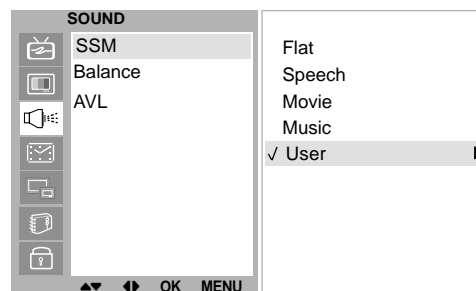 SOUND
SSM
Balance
AVL
▲▼ ◀▶ OK MENU
Flat
Speech
Movie
Music
√ User